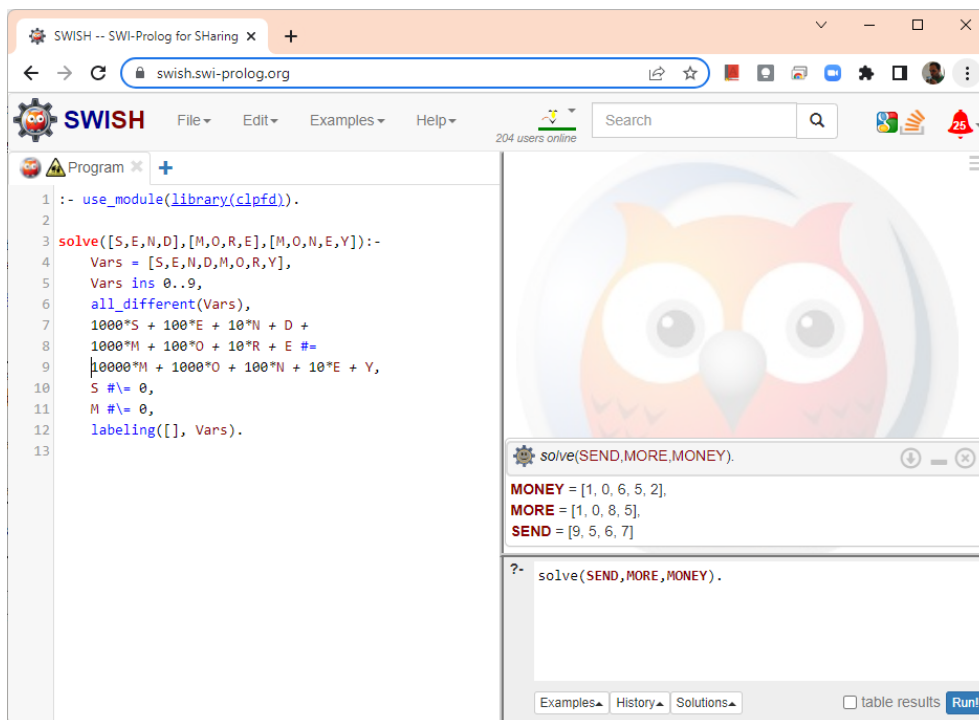 SWISH -- SWI-Prolog for SHaring
swish.swi-prolog.org
SWISH File Edit Examples Help 204 users online Search 25
Program
1 :- use_module(library(clpfd)).
2
3 solve([S,E,N,D],[M,O,R,E],[M,O,N,E,Y]):-
4 Vars = [S,E,N,D,M,O,R,Y],
5 Vars ins 0..9,
6 all_different(Vars),
7 1000*S + 100*E + 10*N + D +
8 1000*M + 100*O + 10*R + E #=
9 10000*M + 1000*O + 100*N + 10*E + Y,
10 S #\= 0,
11 M #\= 0,
12 labeling([], Vars).
13
solve(SEND,MORE,MONEY).
MONEY = [1, 0, 6, 5, 2],
MORE = [1, 0, 8, 5],
SEND = [9, 5, 6, 7]
?- solve(SEND,MORE,MONEY).
Examples History Solutions table results Run!